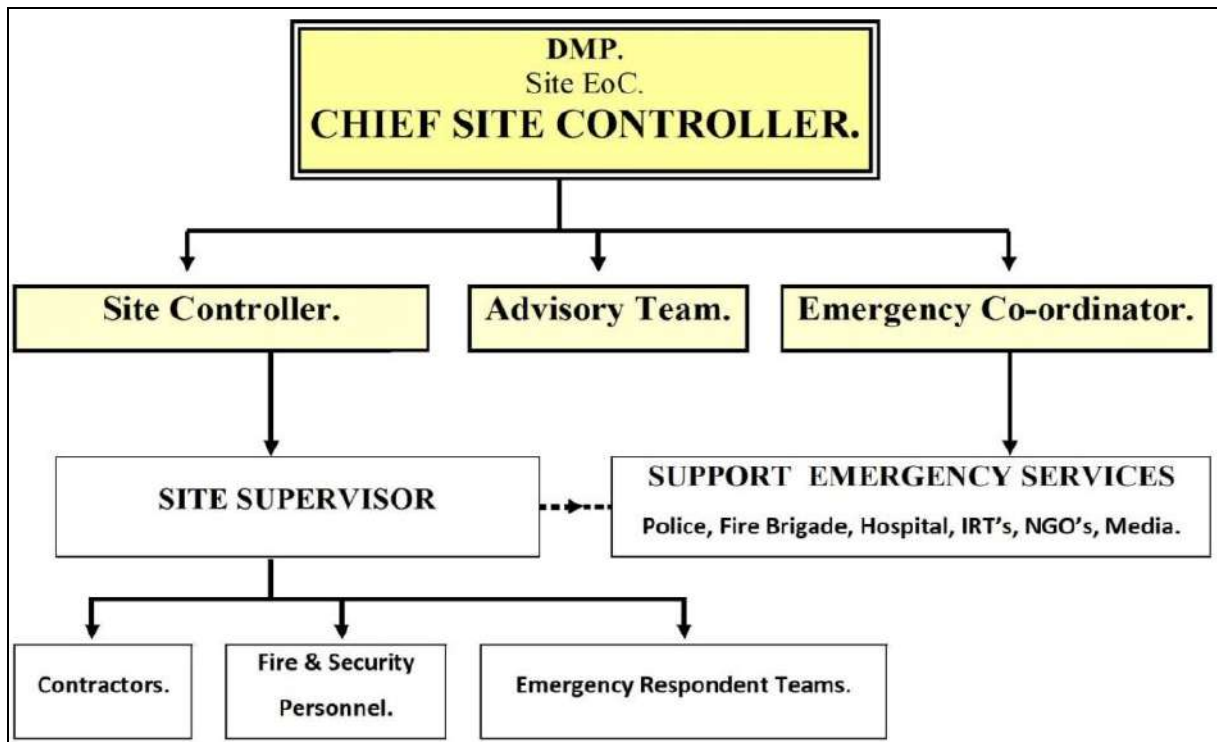 DMP.
Site EoC.
CHIEF SITE CONTROLLER.
Site Controller.
Advisory Team.
Emergency Co-ordinator.
SITE SUPERVISOR
SUPPORT EMERGENCY SERVICES
Police, Fire Brigade, Hospital, IRT's, NGO's, Media.
Contractors.
Fire & Security
Personnel.
Emergency Respondent Teams.